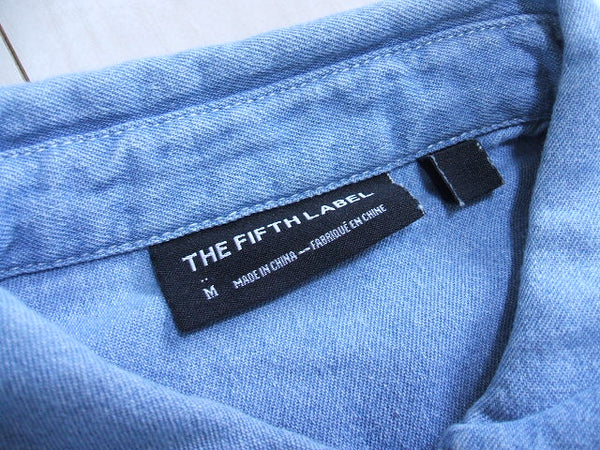 THE FIFTH LABEL
M MADE IN CHINA — FABRIQUÉ EN CHINE